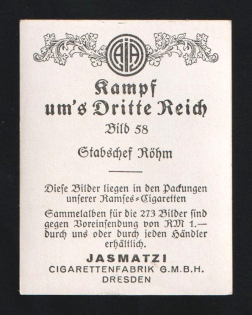 AJA
Kampf
um's Dritte Reich
Bild 58
Stabschef Röhm
Diese Bilder liegen in den Packungen
unserer Ramses-Cigaretten
Sammelalben für die 273 Bilder sind
gegen Voreinsendung von RM 1.—
durch uns oder durch jeden Händler
erhältlich.
JASMATZI
CIGARETTENFABRIK G.M.B.H.
DRESDEN